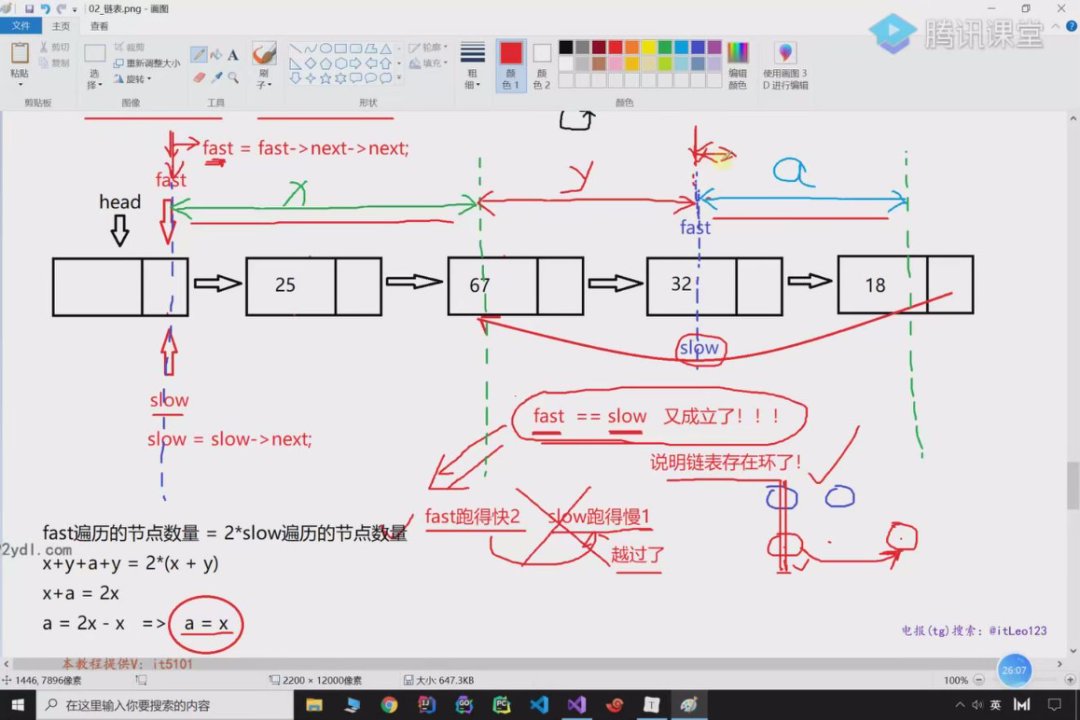 02_链表.png - 画图
文件 主页 查看
腾讯课堂
粘贴 剪切 复制 选择 裁剪 重新调整大小 旋转 刷子 轮廓 填充 粗细 颜色 1 颜色 2 编辑颜色 使用画图 3D 进行编辑
剪贴板 图像 工具 形状 颜色
fast = fast->next->next;
fast
head
x y a
fast
25 67 32 18
slow
slow
slow = slow->next;
fast == slow 又成立了!!!
说明链表存在环了!
fast跑得快2 slow跑得慢1
越过了
fast遍历的节点数量 = 2*slow遍历的节点数量
2ydl.com
x+y+a+y = 2*(x + y)
x+a = 2x
a = 2x - x => a = x
电报(tg)搜索: @itLeo123
本教程提供V: it5101
26:07
1446, 7896像素 2200 × 12000像素 大小: 647.3KB 100%
在这里输入你要搜索的内容
英